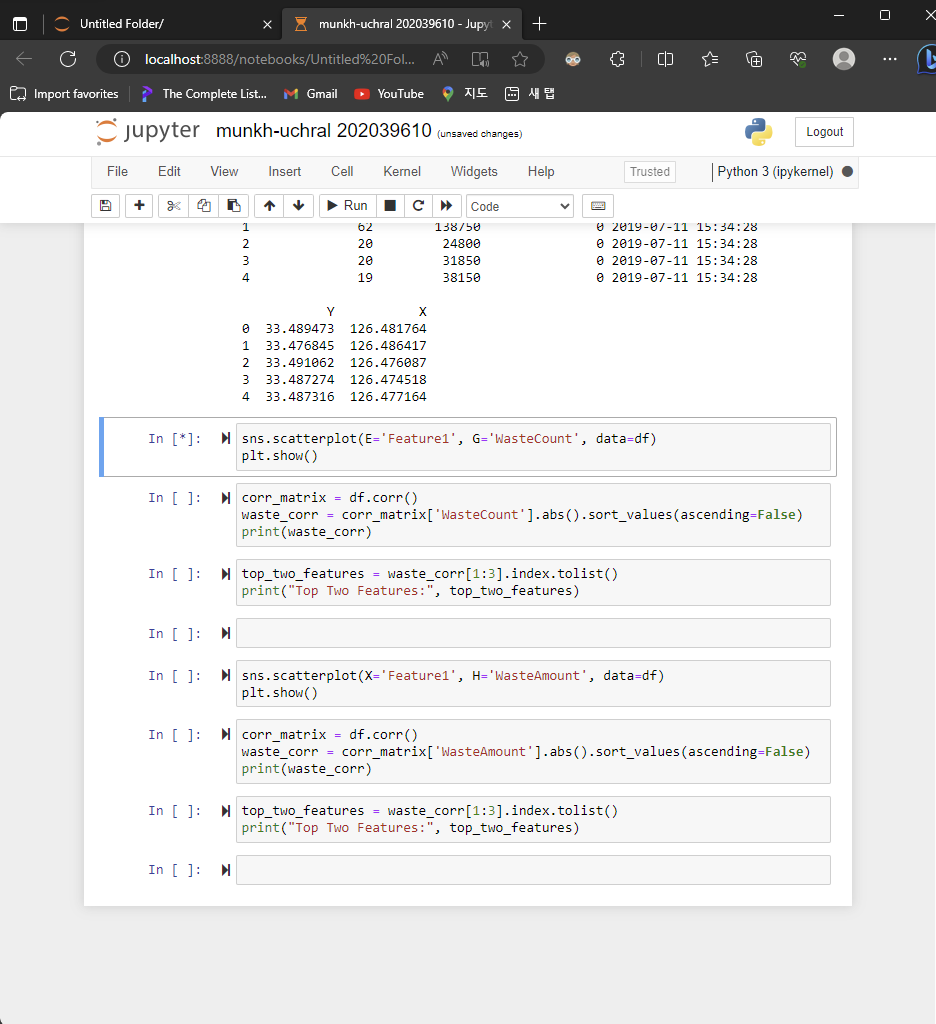 Untitled Folder/
munkh-uchral 202039610 - Jupyt
localhost:8888/notebooks/Untitled%20Fol...
Import favorites
The Complete List...
Gmail
YouTube
지도
새 탭
jupyter munkh-uchral 202039610 (unsaved changes)
Logout
File Edit View Insert Cell Kernel Widgets Help
Trusted
Python 3 (ipykernel)
Run
Code
1 62 138750 0 2019-07-11 15:34:28
2 20 24800 0 2019-07-11 15:34:28
3 20 31850 0 2019-07-11 15:34:28
4 19 38150 0 2019-07-11 15:34:28
Y X
0 33.489473 126.481764
1 33.476845 126.486417
2 33.491062 126.476087
3 33.487274 126.474518
4 33.487316 126.477164
In [*]: sns.scatterplot(E='Feature1', G='WasteCount', data=df)
plt.show()
In [ ]: corr_matrix = df.corr()
waste_corr = corr_matrix['WasteCount'].abs().sort_values(ascending=False)
print(waste_corr)
In [ ]: top_two_features = waste_corr[1:3].index.tolist()
print("Top Two Features:", top_two_features)
In [ ]:
In [ ]: sns.scatterplot(X='Feature1', H='WasteAmount', data=df)
plt.show()
In [ ]: corr_matrix = df.corr()
waste_corr = corr_matrix['WasteAmount'].abs().sort_values(ascending=False)
print(waste_corr)
In [ ]: top_two_features = waste_corr[1:3].index.tolist()
print("Top Two Features:", top_two_features)
In [ ]: